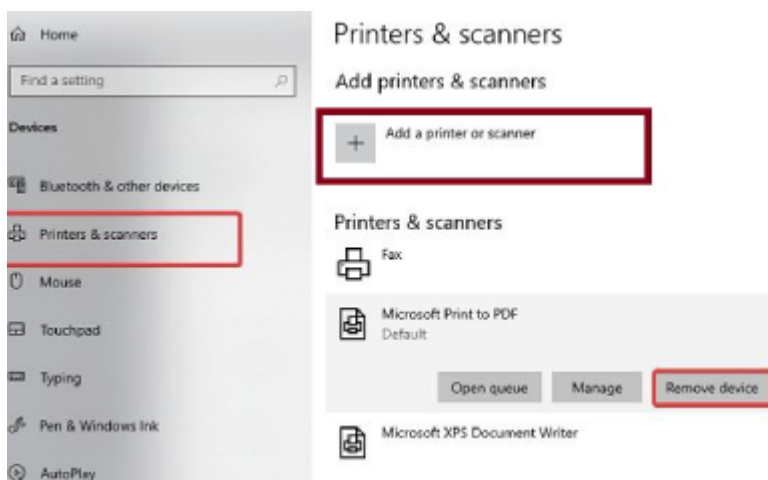 Home
Find a setting
Devices
Bluetooth & other devices
Printers & scanners
Mouse
Touchpad
Typing
Pen & Windows Ink
AutoPlay
Printers & scanners
Add printers & scanners
Add a printer or scanner
Printers & scanners
Fax
Microsoft Print to PDF
Default
Open queue Manage Remove device
Microsoft XPS Document Writer